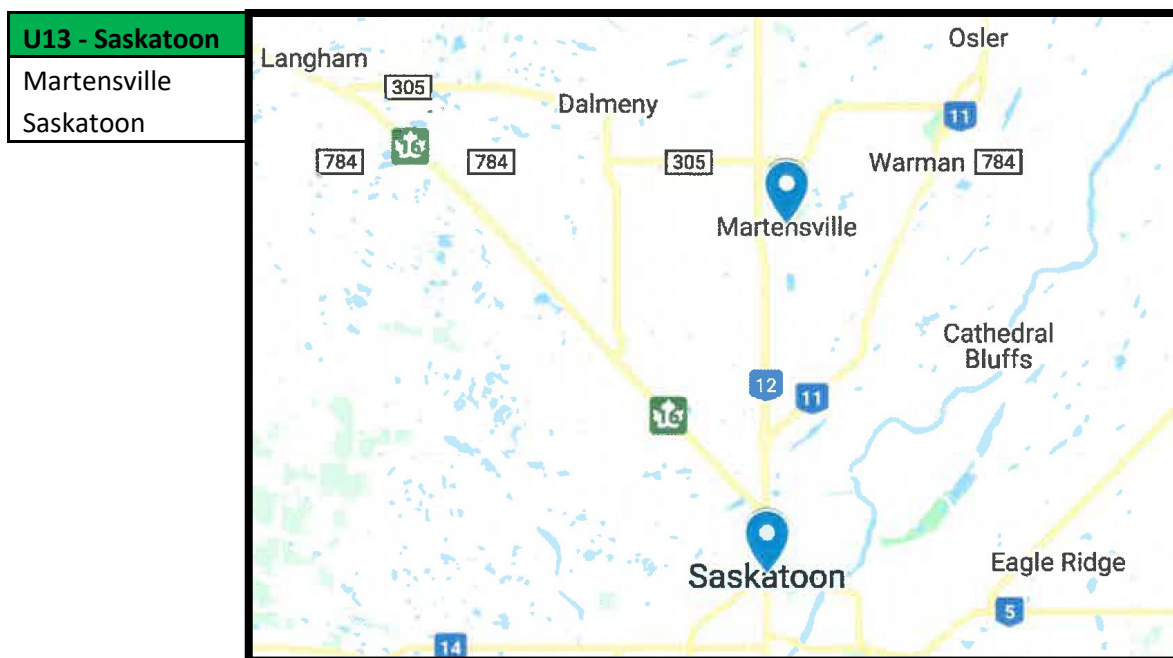 U13 - Saskatoon
Martensville
Saskatoon
Langham
Osler
305
Dalmeny
11
16
784
784
305
Warman
784
Martensville
Cathedral
Bluffs
12
11
16
Saskatoon
Eagle Ridge
5
14